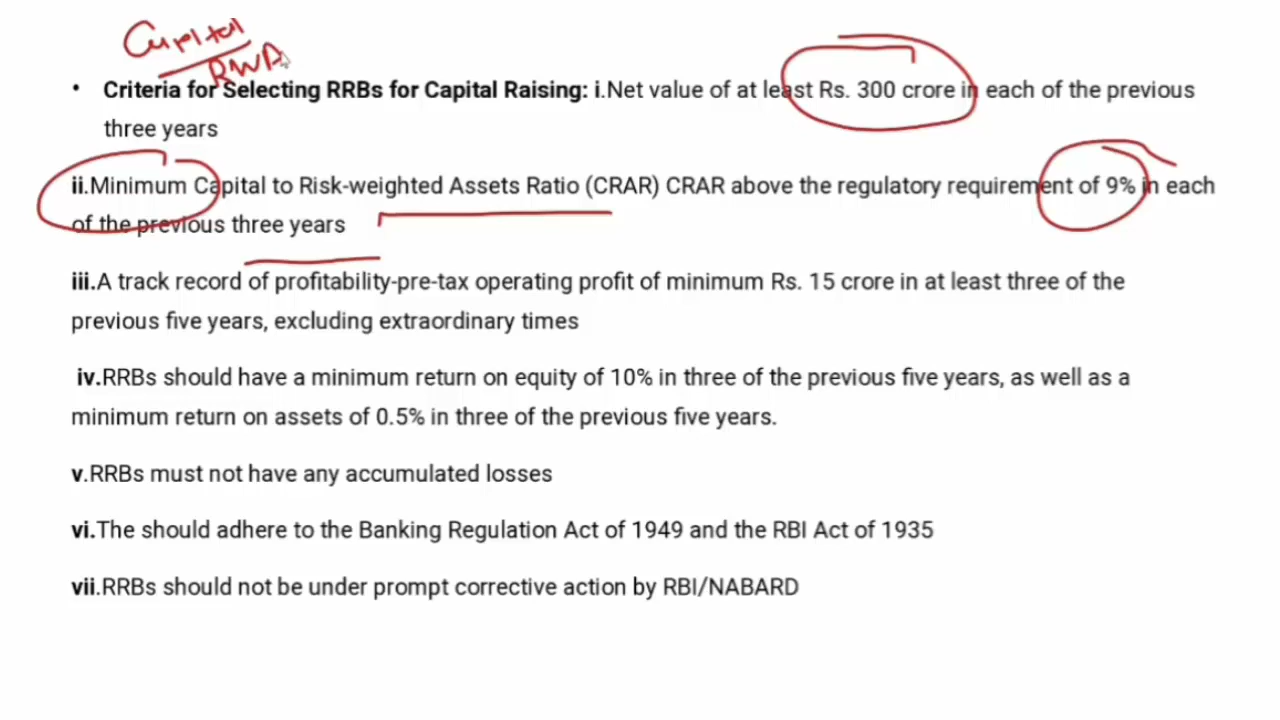 Capital
RWA
• Criteria for Selecting RRBs for Capital Raising: i.Net value of at least Rs. 300 crore in each of the previous
three years
ii.Minimum Capital to Risk-weighted Assets Ratio (CRAR) CRAR above the regulatory requirement of 9% in each
of the previous three years
iii.A track record of profitability-pre-tax operating profit of minimum Rs. 15 crore in at least three of the
previous five years, excluding extraordinary times
iv.RRBs should have a minimum return on equity of 10% in three of the previous five years, as well as a
minimum return on assets of 0.5% in three of the previous five years.
v.RRBs must not have any accumulated losses
vi.The should adhere to the Banking Regulation Act of 1949 and the RBI Act of 1935
vii.RRBs should not be under prompt corrective action by RBI/NABARD